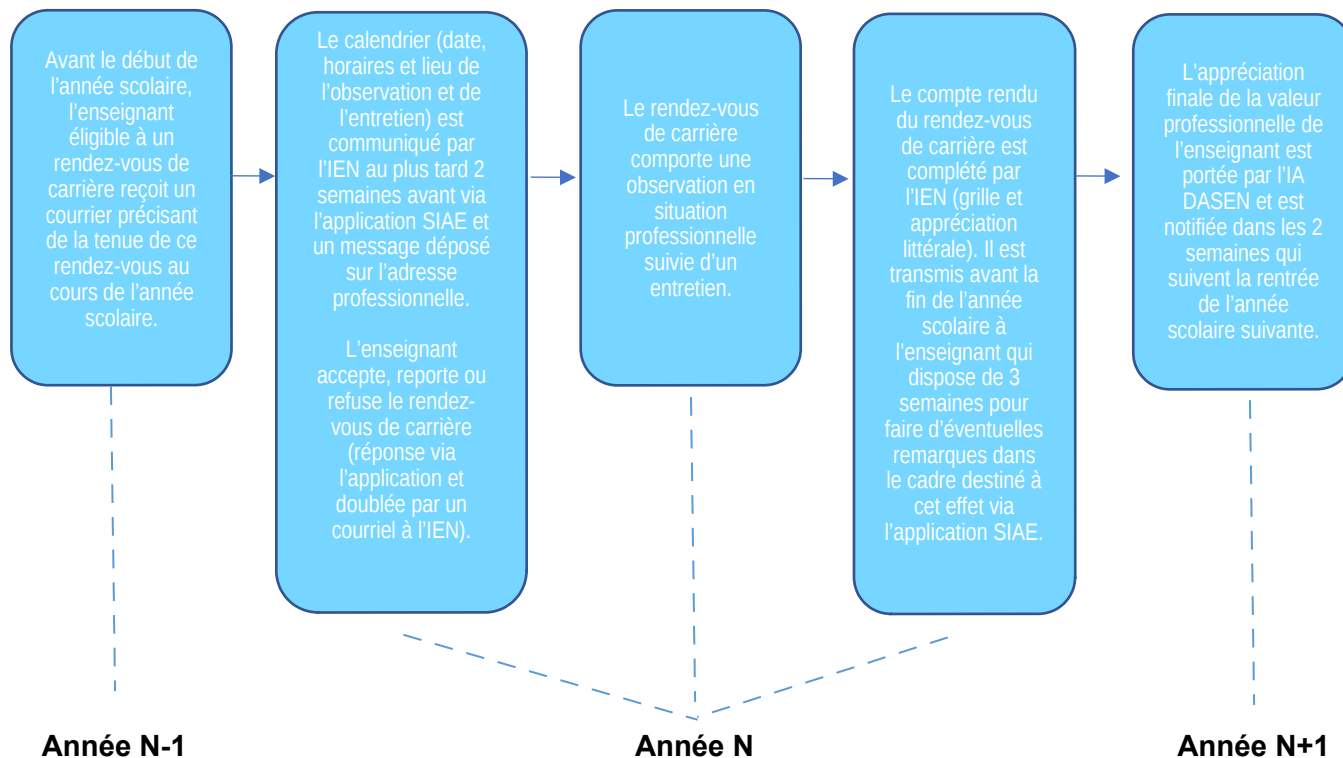 Avant le début de
l’année scolaire,
l’enseignant
éligible à un
rendez-vous de
carrière reçoit un
courrier précisant
de la tenue de ce
rendez-vous au
cours de l’année
scolaire.
Le calendrier (date,
horaires et lieu de
l’observation et de
l’entretien) est
communiqué par
l’IEN au plus tard 2
semaines avant via
l’application SIAE et
un message déposé
sur l’adresse
professionnelle.
L’enseignant
accepte, reporte ou
refuse le rendez-
vous de carrière
(réponse via
l’application et
doublée par un
courriel à l’IEN).
Le rendez-vous
de carrière
comporte une
observation en
situation
professionnelle
suivie d’un
entretien.
Le compte rendu
du rendez-vous
de carrière est
complété par
l’IEN (grille et
appréciation
littérale). Il est
transmis avant la
fin de l’année
scolaire à
l’enseignant qui
dispose de 3
semaines pour
faire d’éventuelles
remarques dans
le cadre destiné à
cet effet via
l’application SIAE.
L’appréciation
finale de la valeur
professionnelle de
l’enseignant est
portée par l’IA
DASEN et est
notifiée dans les 2
semaines qui
suivent la rentrée
de l’année
scolaire suivante.
Année N-1
Année N
Année N+1